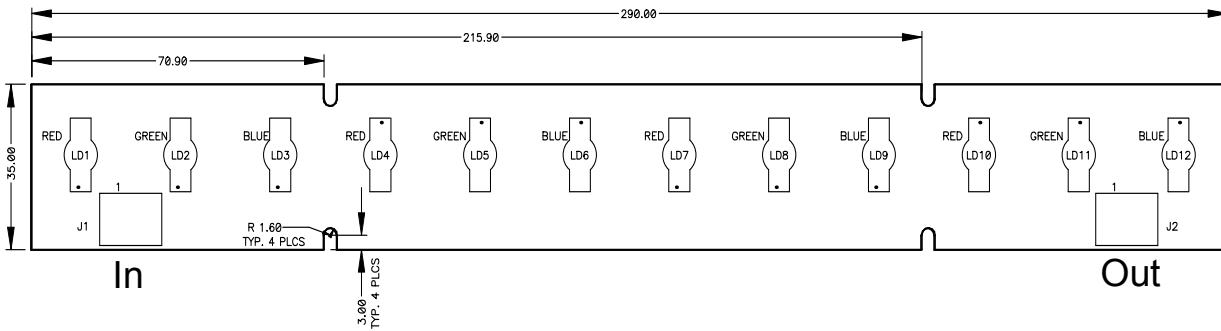 290.00
215.90
70.90
35.00
RED GREEN BLUE RED GREEN BLUE RED GREEN BLUE RED GREEN BLUE
LD1 LD2 LD3 LD4 LD5 LD6 LD7 LD8 LD9 LD10 LD11 LD12
1 1
J1 J2
R 1.60
TYP. 4 PLCS
3.00
TYP. 4 PLCS
In Out